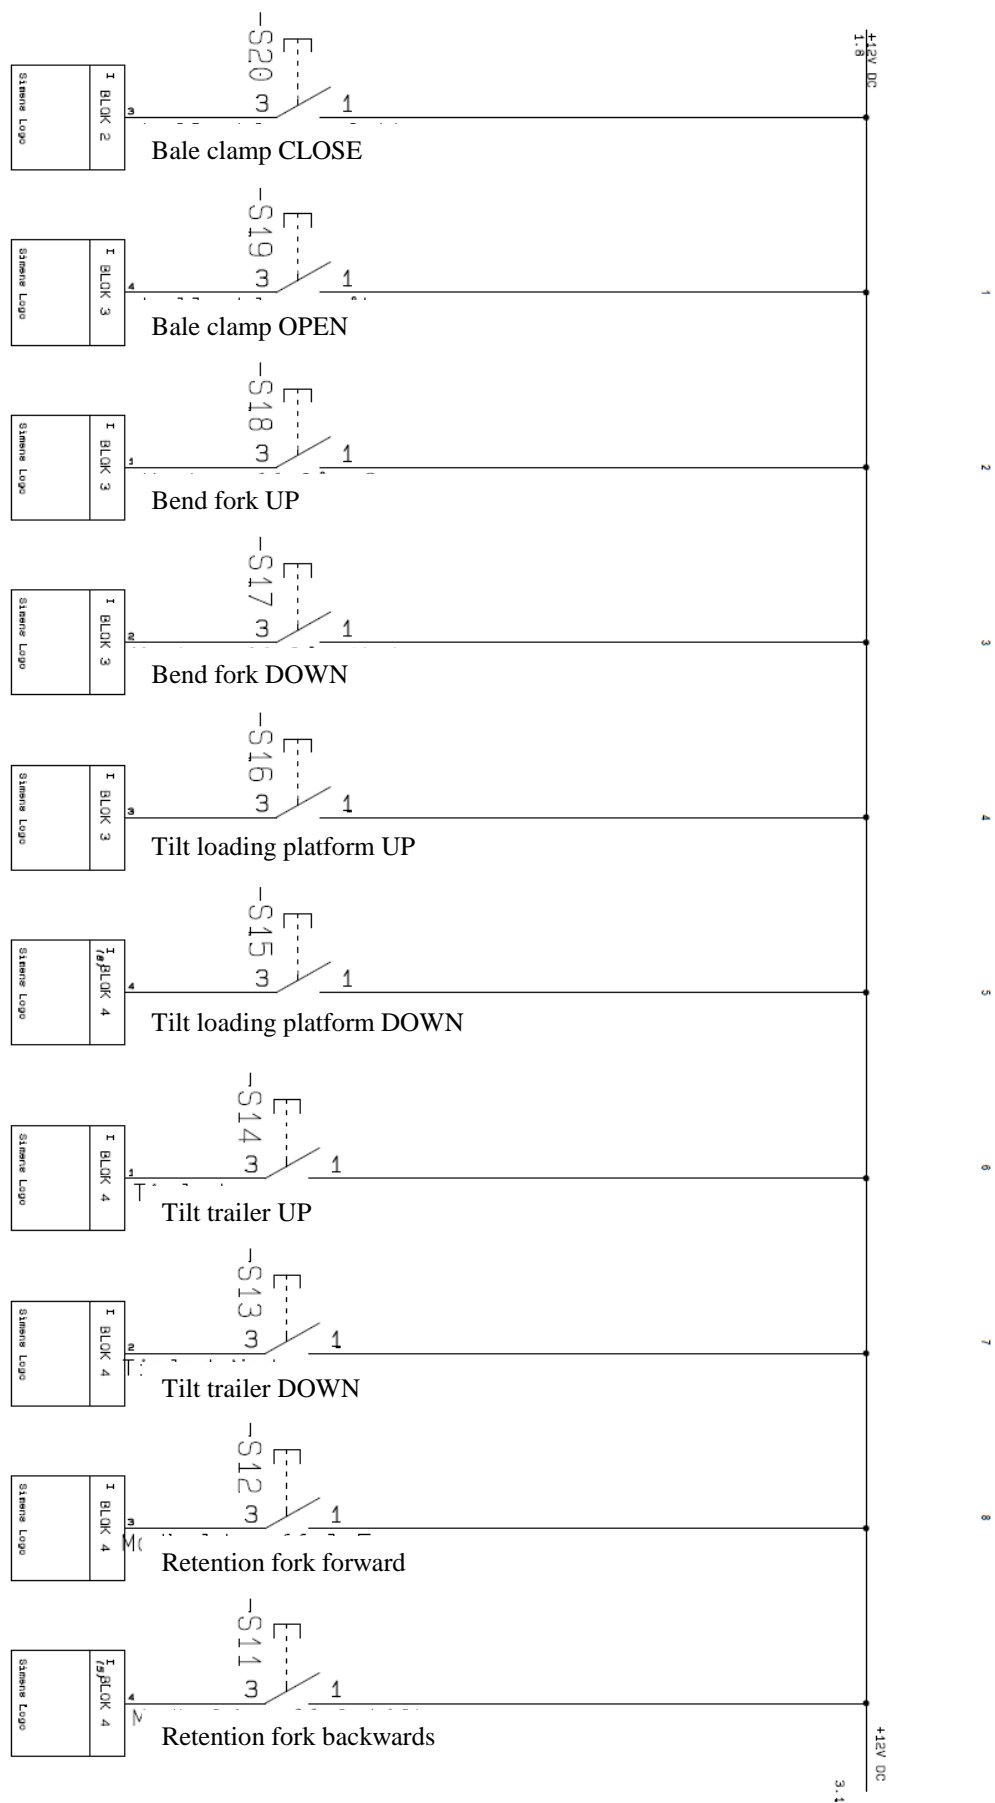 +12V DC
1.8
Simens Logo
I BLOK 2
3
-S20
3
1
Bale clamp CLOSE
Simens Logo
I BLOK 3
4
-S19
3
1
Bale clamp OPEN
1
Simens Logo
I BLOK 3
1
-S18
3
1
Bend fork UP
2
Simens Logo
I BLOK 3
2
-S17
3
1
Bend fork DOWN
3
Simens Logo
I BLOK 3
3
-S16
3
1
Tilt loading platform UP
4
Simens Logo
I BLOK 4
4
-S15
3
1
Tilt loading platform DOWN
5
Simens Logo
I BLOK 4
1
-S14
3
1
Tilt trailer UP
6
Simens Logo
I BLOK 4
2
-S13
3
1
Tilt trailer DOWN
7
Simens Logo
I BLOK 4
3
-S12
3
1
Retention fork forward
8
Simens Logo
I BLOK 4
4
-S11
3
1
Retention fork backwards
+12V DC